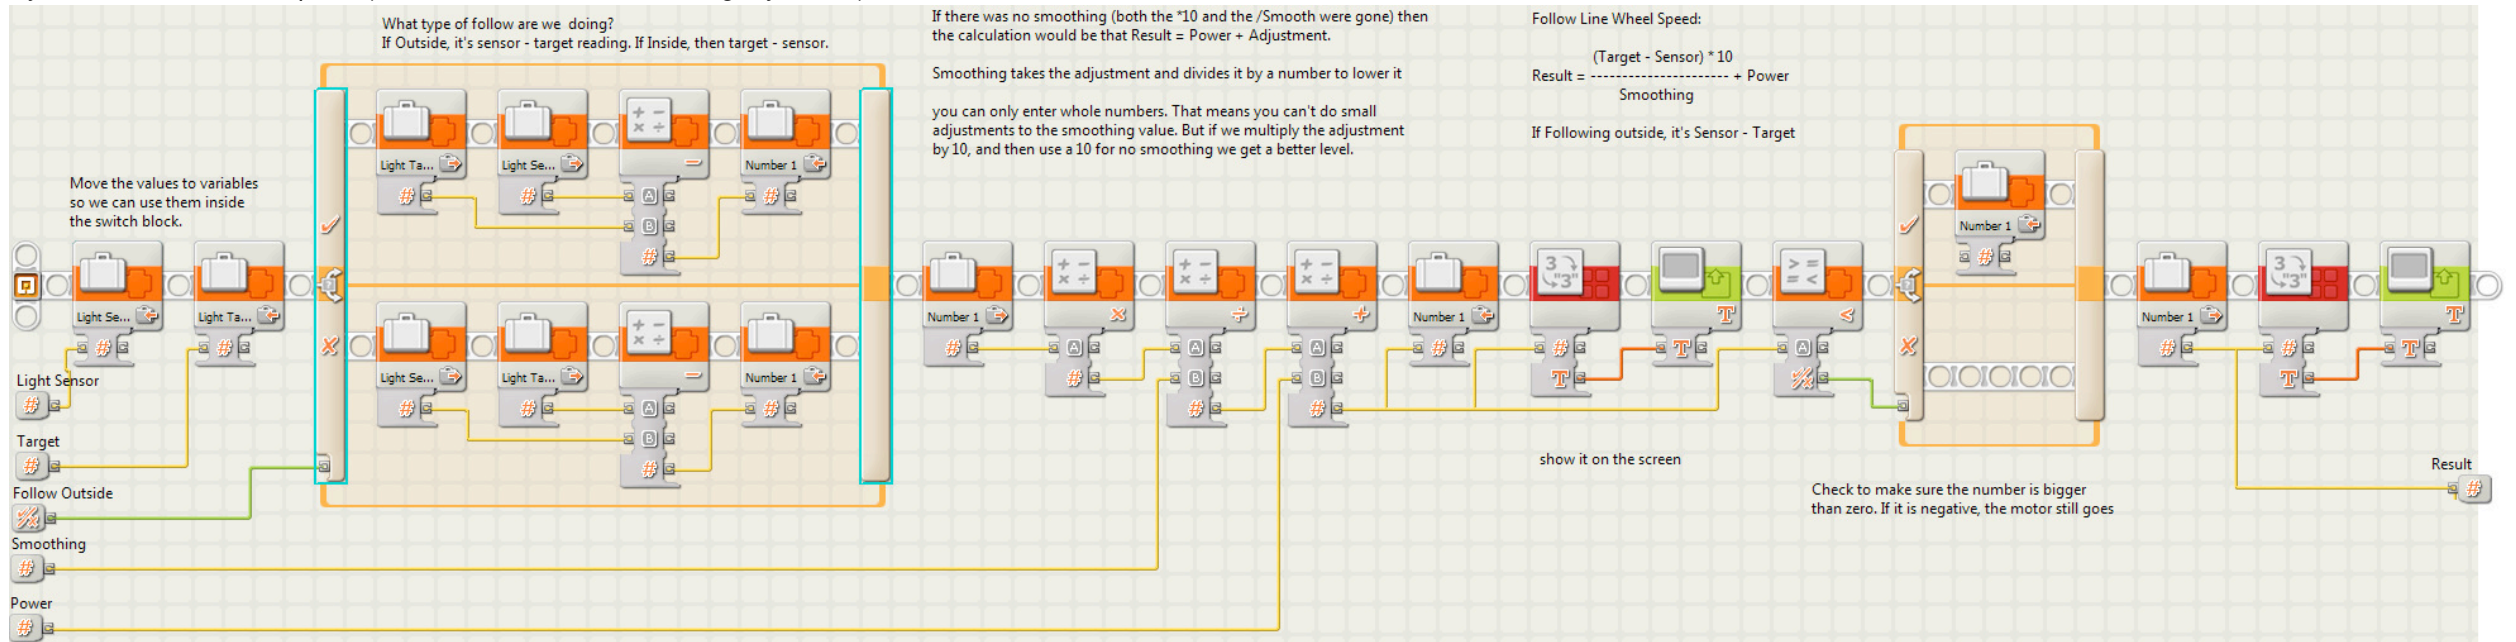 What type of follow are we  doing?
If Outside, it's sensor - target reading. If Inside, then target - sensor.
If there was no smoothing (both the *10 and the /Smooth were gone) then
the calculation would be that Result = Power + Adjustment.
Smoothing takes the adjustment and divides it by a number to lower it
you can only enter whole numbers. That means you can't do small
adjustments to the smoothing value. But if we multiply the adjustment
by 10, and then use a 10 for no smoothing we get a better level.
Follow Line Wheel Speed:
(Target - Sensor) * 10
Result = ----------------------- + Power
Smoothing
If Following outside, it's Sensor - Target
Move the values to variables
so we can use them inside
the switch block.
Light Se...
Light Ta...
Light Ta...
Light Se...
Number 1
Light Se...
Light Ta...
Number 1
Number 1
Number 1
3 "3"
T
T
T
Number 1
Number 1
3 "3"
T
T
T
A
B
#
Light Sensor
Target
Follow Outside
Smoothing
Power
show it on the screen
Check to make sure the number is bigger
than zero. If it is negative, the motor still goes
Result